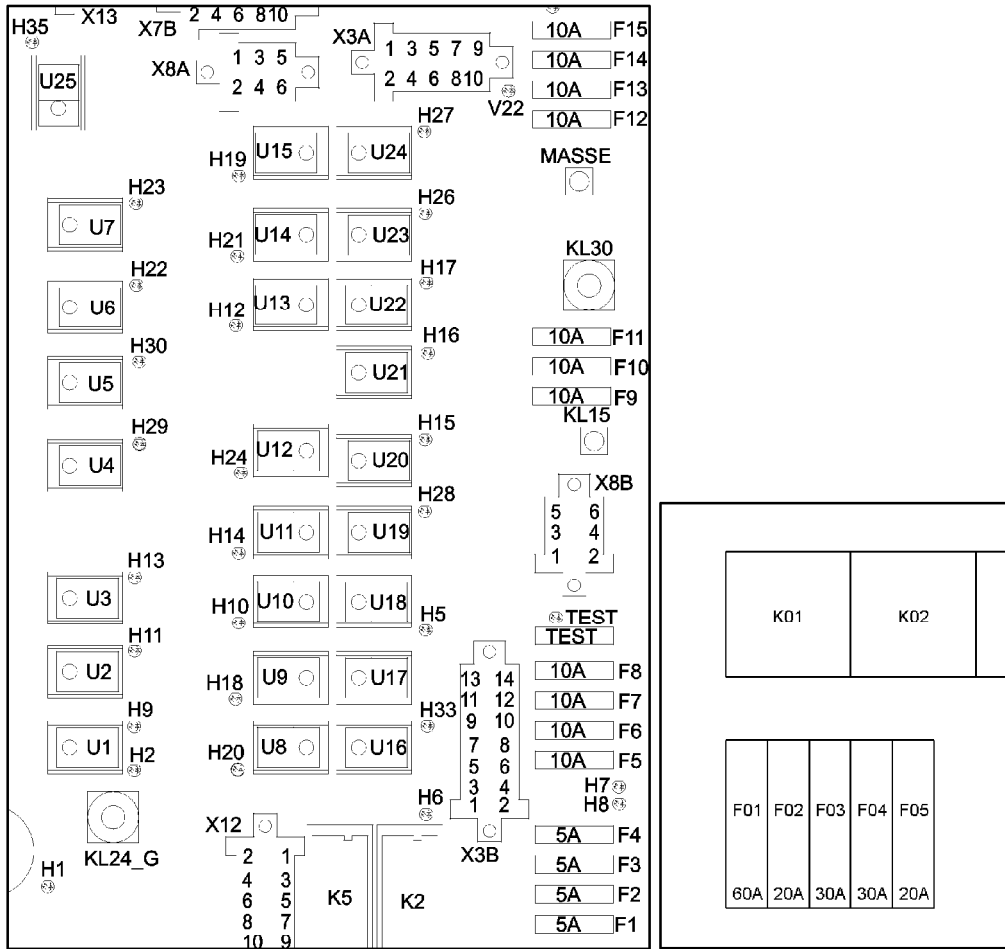 X13
X7B
2 4 6 8 10
H35
X8A
1 3 5
2 4 6
X3A
1 3 5 7 9
2 4 6 8 10
V22
10A F15
10A F14
10A F13
10A F12
U25
H27
H19
U15
U24
MASSE
H23
U7
H26
H21
U14
U23
KL30
H22
U6
H17
H12
U13
U22
H30
U5
H16
U21
10A F11
10A F10
10A F9
KL15
H29
U4
H15
H24
U12
U20
X8B
5 6
3 4
1 2
H28
H14
U11
U19
H13
U3
H10
U10
U18
H5
TEST
TEST
H11
U2
H18
U9
U17
13 14
11 12
9 10
7 8
5 6
3 4
1 2
X3B
10A F8
10A F7
10A F6
10A F5
H9
U1
H2
H20
U8
U16
H33
H7
H8
H6
KL24_G
H1
X12
2 1
4 3
6 5
8 7
10 9
K5
K2
5A F4
5A F3
5A F2
5A F1
K01 K02
F01 F02 F03 F04 F05
60A 20A 30A 30A 20A